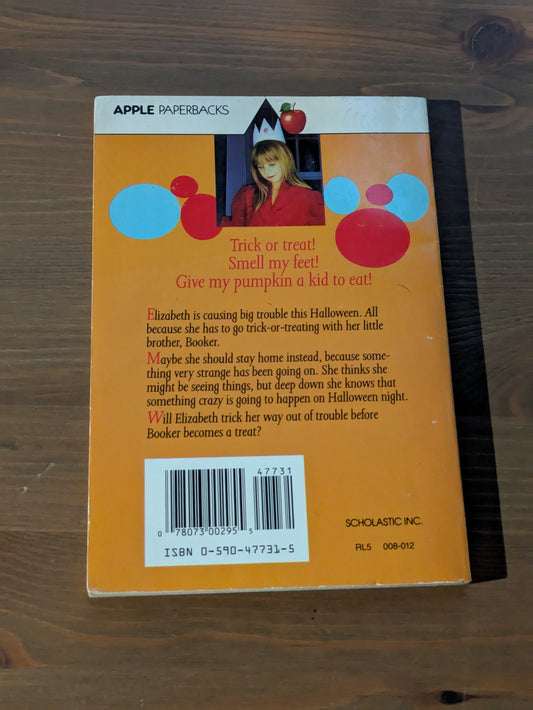 APPLE PAPERBACKS
Trick or treat!
Smell my feet!
Give my pumpkin a kid to eat!
Elizabeth is causing big trouble this Halloween. All
because she has to go trick-or-treating with her little
brother, Booker.
Maybe she should stay home instead, because some-
thing very strange has been going on. She thinks she
might be seeing things, but deep down she knows that
something crazy is going to happen on Halloween night.
Will Elizabeth trick her way out of trouble before
Booker becomes a treat?
47731
0 78073 00295 5
ISBN 0-590-47731-5
SCHOLASTIC INC.
RL5 008-012